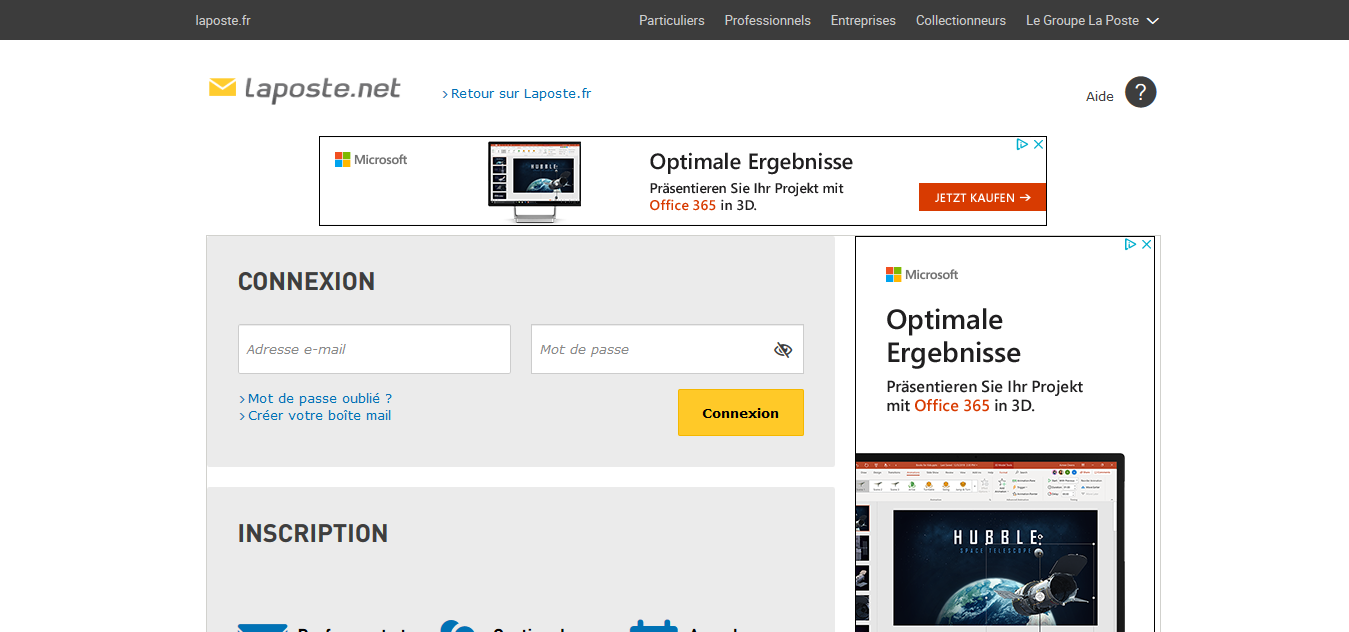 laposte.fr
Particuliers
Professionnels
Entreprises
Collectionneurs
Le Groupe La Poste
laposte.net
Retour sur Laposte.fr
Aide
?
Microsoft
HUBBLE
Optimale Ergebnisse
Präsentieren Sie Ihr Projekt mit
Office 365 in 3D.
JETZT KAUFEN →
CONNEXION
Adresse e-mail
Mot de passe
Mot de passe oublié ?
Créer votre boîte mail
Connexion
INSCRIPTION
Microsoft
Optimale
Ergebnisse
Präsentieren Sie Ihr Projekt
mit Office 365 in 3D.
HUBBLE
SPACE TELESCOPE